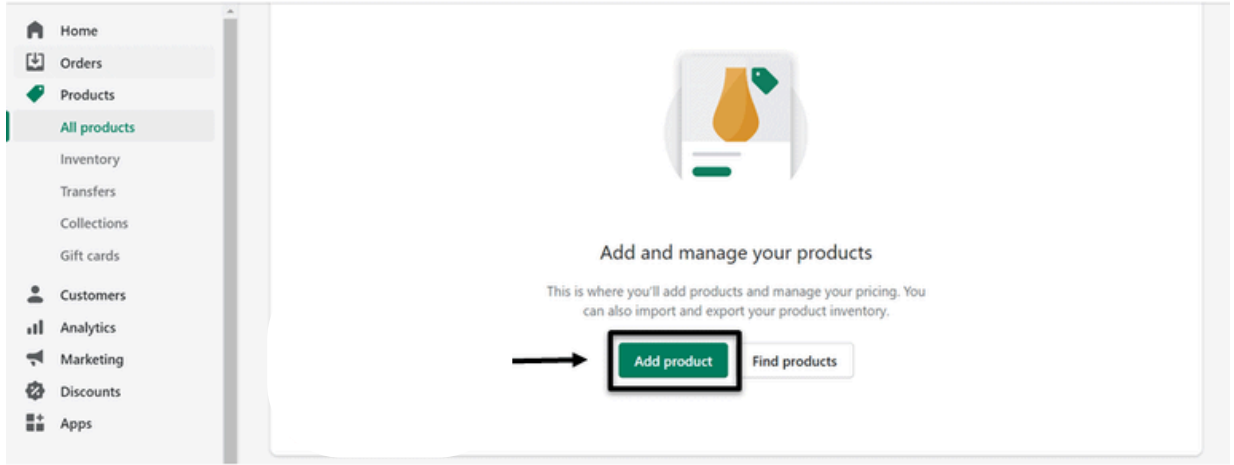 Home
Orders
Products
All products
Inventory
Transfers
Collections
Gift cards
Customers
Analytics
Marketing
Discounts
Apps
Add and manage your products
This is where you'll add products and manage your pricing. You
can also import and export your product inventory.
Add product
Find products